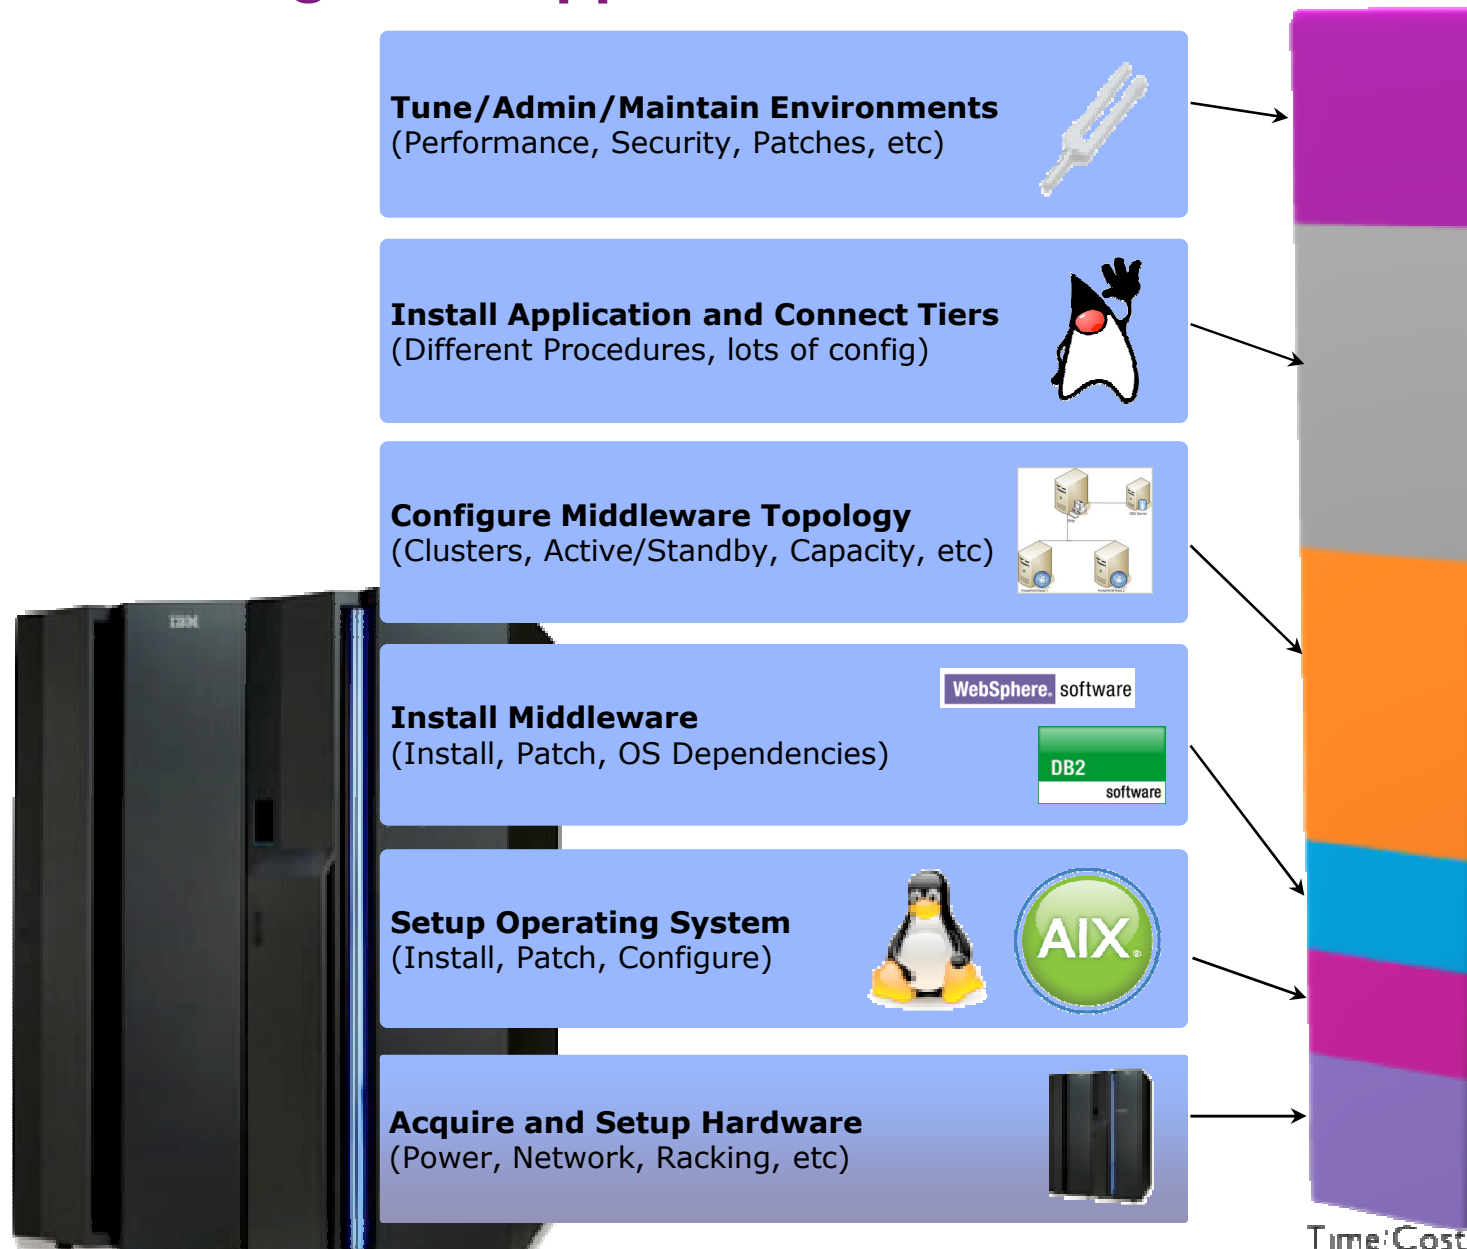 Tune/Admin/Maintain Environments
(Performance, Security, Patches, etc)
Install Application and Connect Tiers
(Different Procedures, lots of config)
Configure Middleware Topology
(Clusters, Active/Standby, Capacity, etc)
IBM
Install Middleware
(Install, Patch, OS Dependencies)
WebSphere. software
DB2
software
Setup Operating System
(Install, Patch, Configure)
AIX®
Acquire and Setup Hardware
(Power, Network, Racking, etc)
Time/Cost